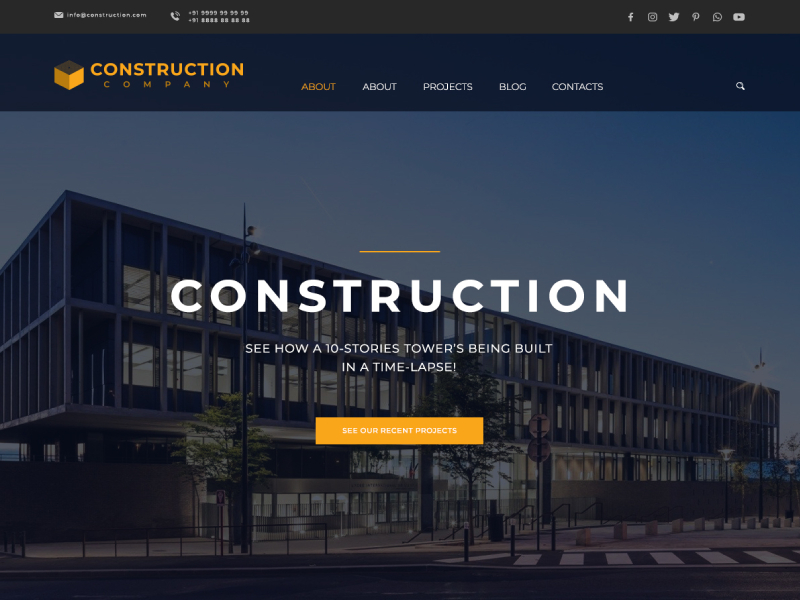 info@construction.com
+91 9999 99 99 99
+91 8888 88 88 88
CONSTRUCTION
COMPANY
ABOUT
ABOUT
PROJECTS
BLOG
CONTACTS
CONSTRUCTION
SEE HOW A 10-STORIES TOWER'S BEING BUILT
IN A TIME-LAPSE!
SEE OUR RECENT PROJECTS